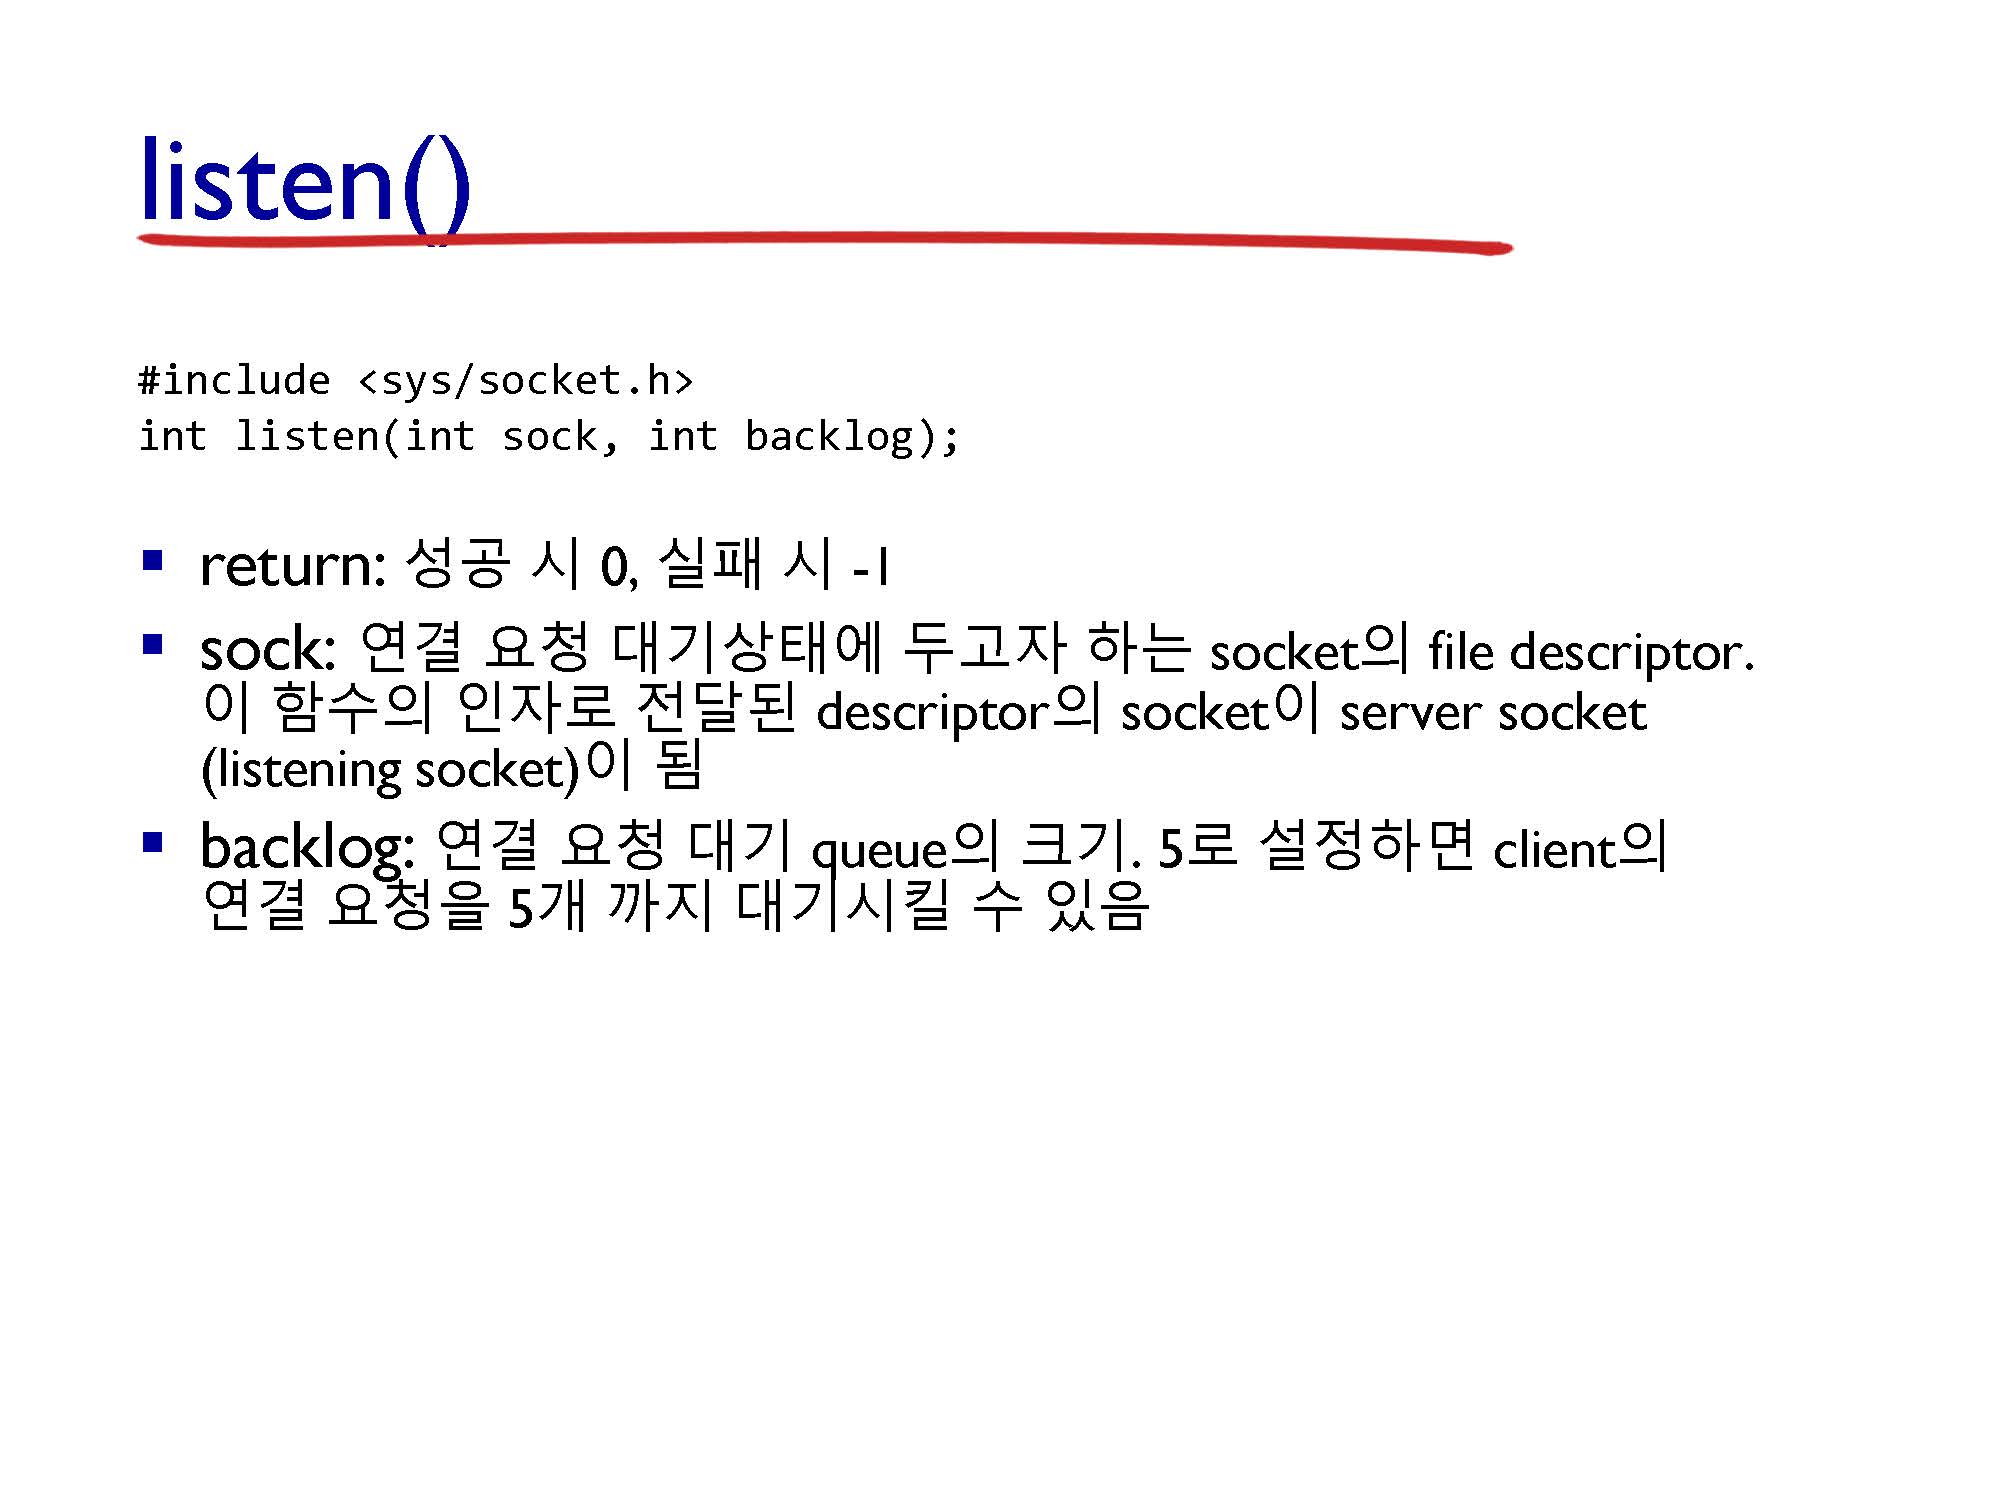 listen()
#include <sys/socket.h>
int listen(int sock, int backlog);
▪ return: 성공 시 0, 실패 시 -1
▪ sock: 연결 요청 대기상태에 두고자 하는 socket의 file descriptor.
이 함수의 인자로 전달된 descriptor의 socket이 server socket
(listening socket)이 됨
▪ backlog: 연결 요청 대기 queue의 크기. 5로 설정하면 client의
연결 요청을 5개 까지 대기시킬 수 있음